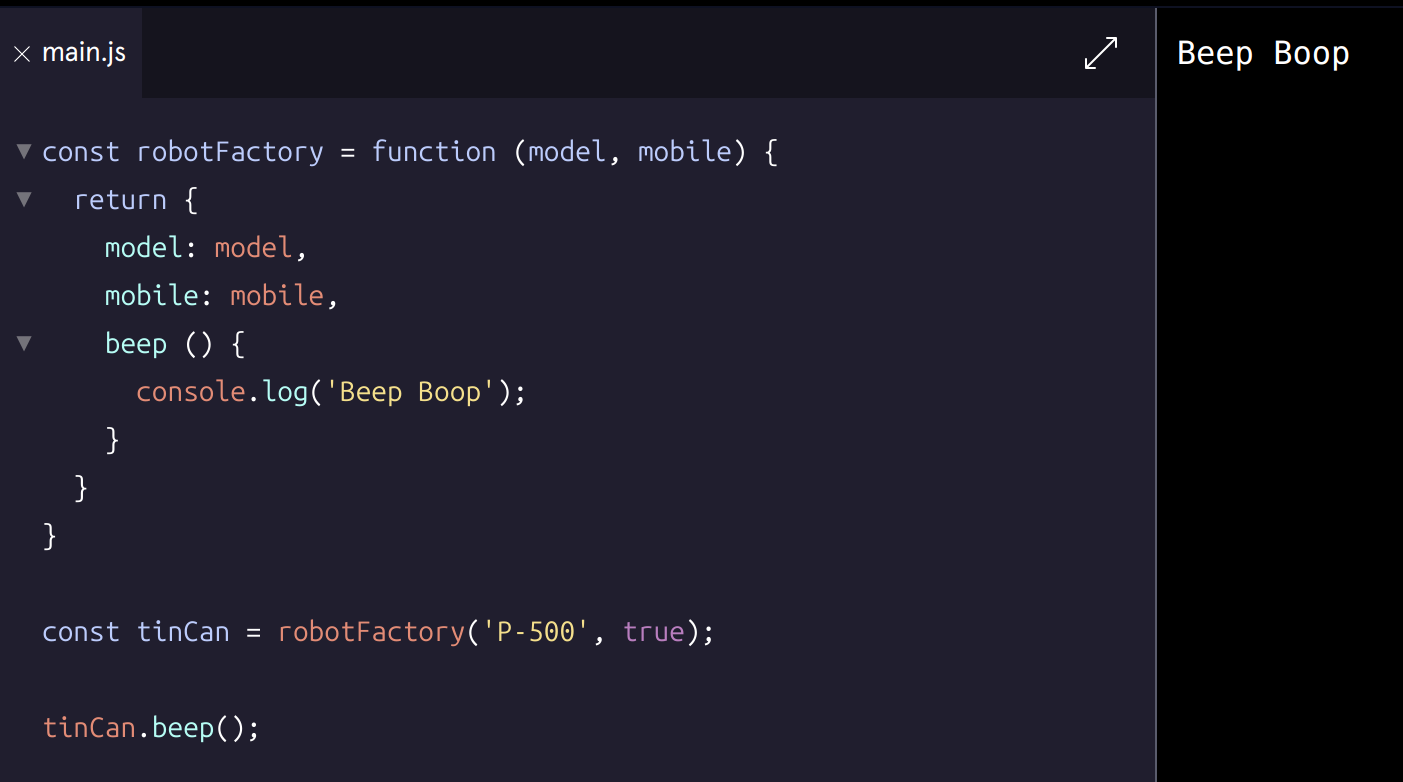 main.js
const robotFactory = function (model, mobile) {
  return {
    model: model,
    mobile: mobile,
    beep () {
      console.log('Beep Boop');
    }
  }
}
const tinCan = robotFactory('P-500', true);
tinCan.beep();
Beep Boop